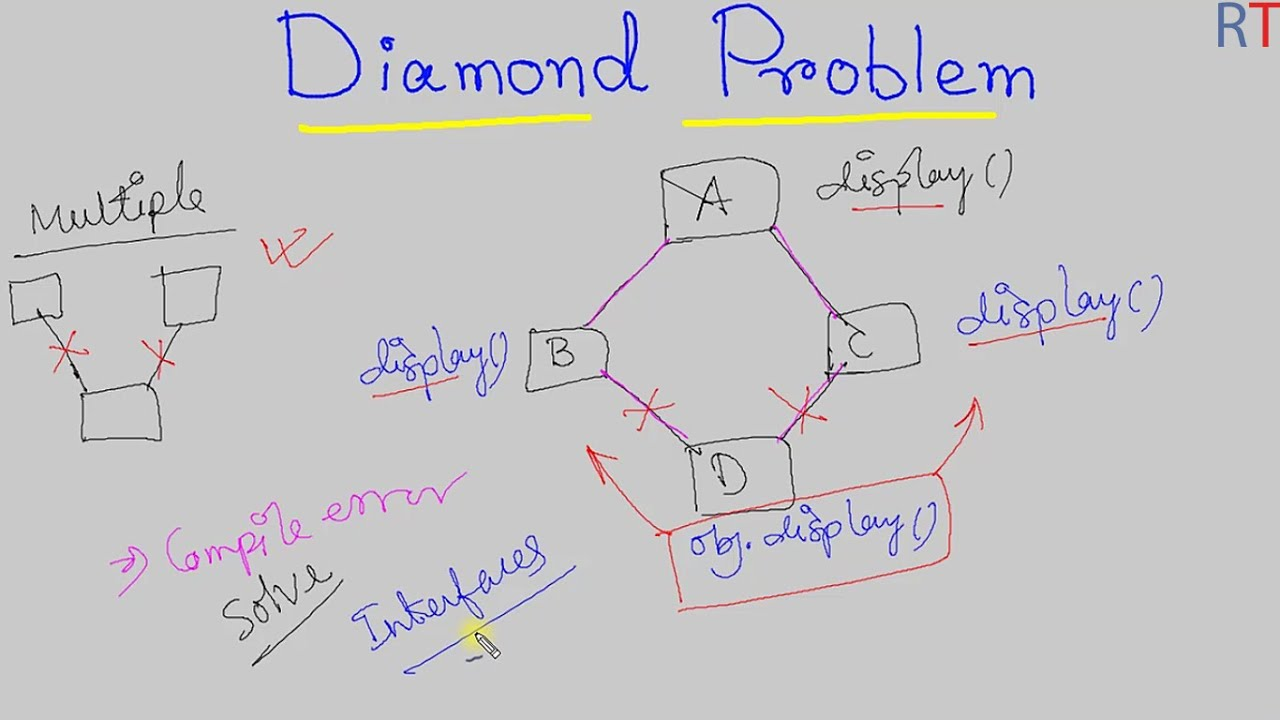 RT
Diamond Problem
Multiple
A
display()
B
display()
C
display()
D
obj.display()
⇒ Compile error
Solve
Interfaces